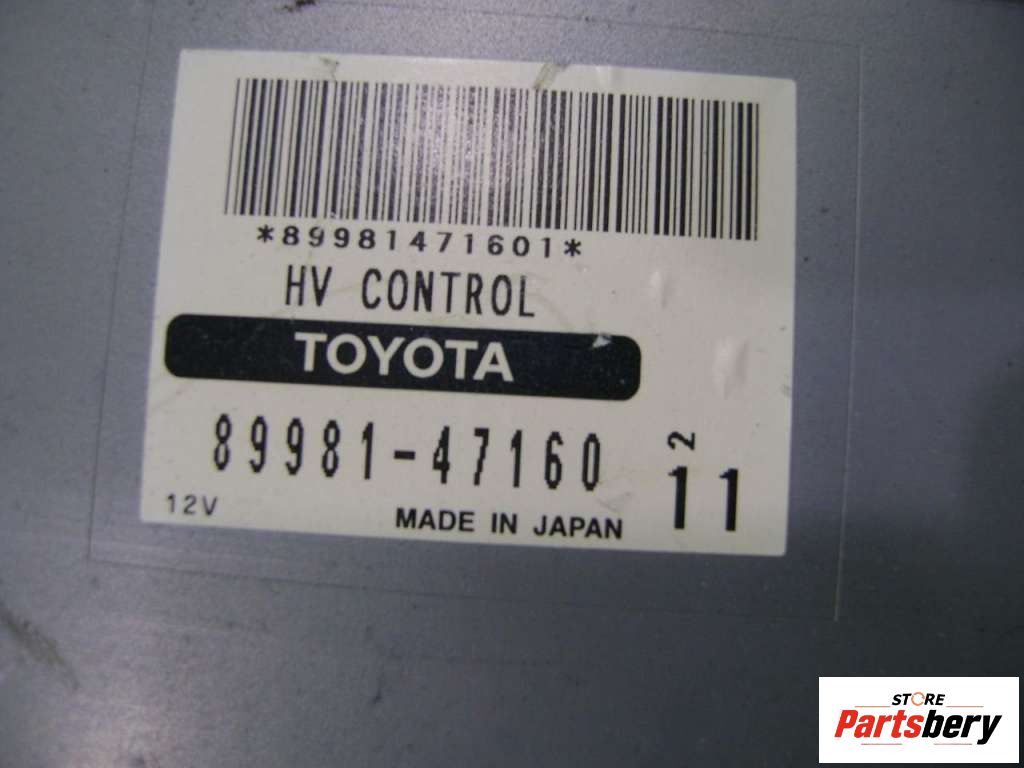 *89981471601*
HV CONTROL
TOYOTA
89981-47160
2
11
12V
MADE IN JAPAN
STORE
Partsbery